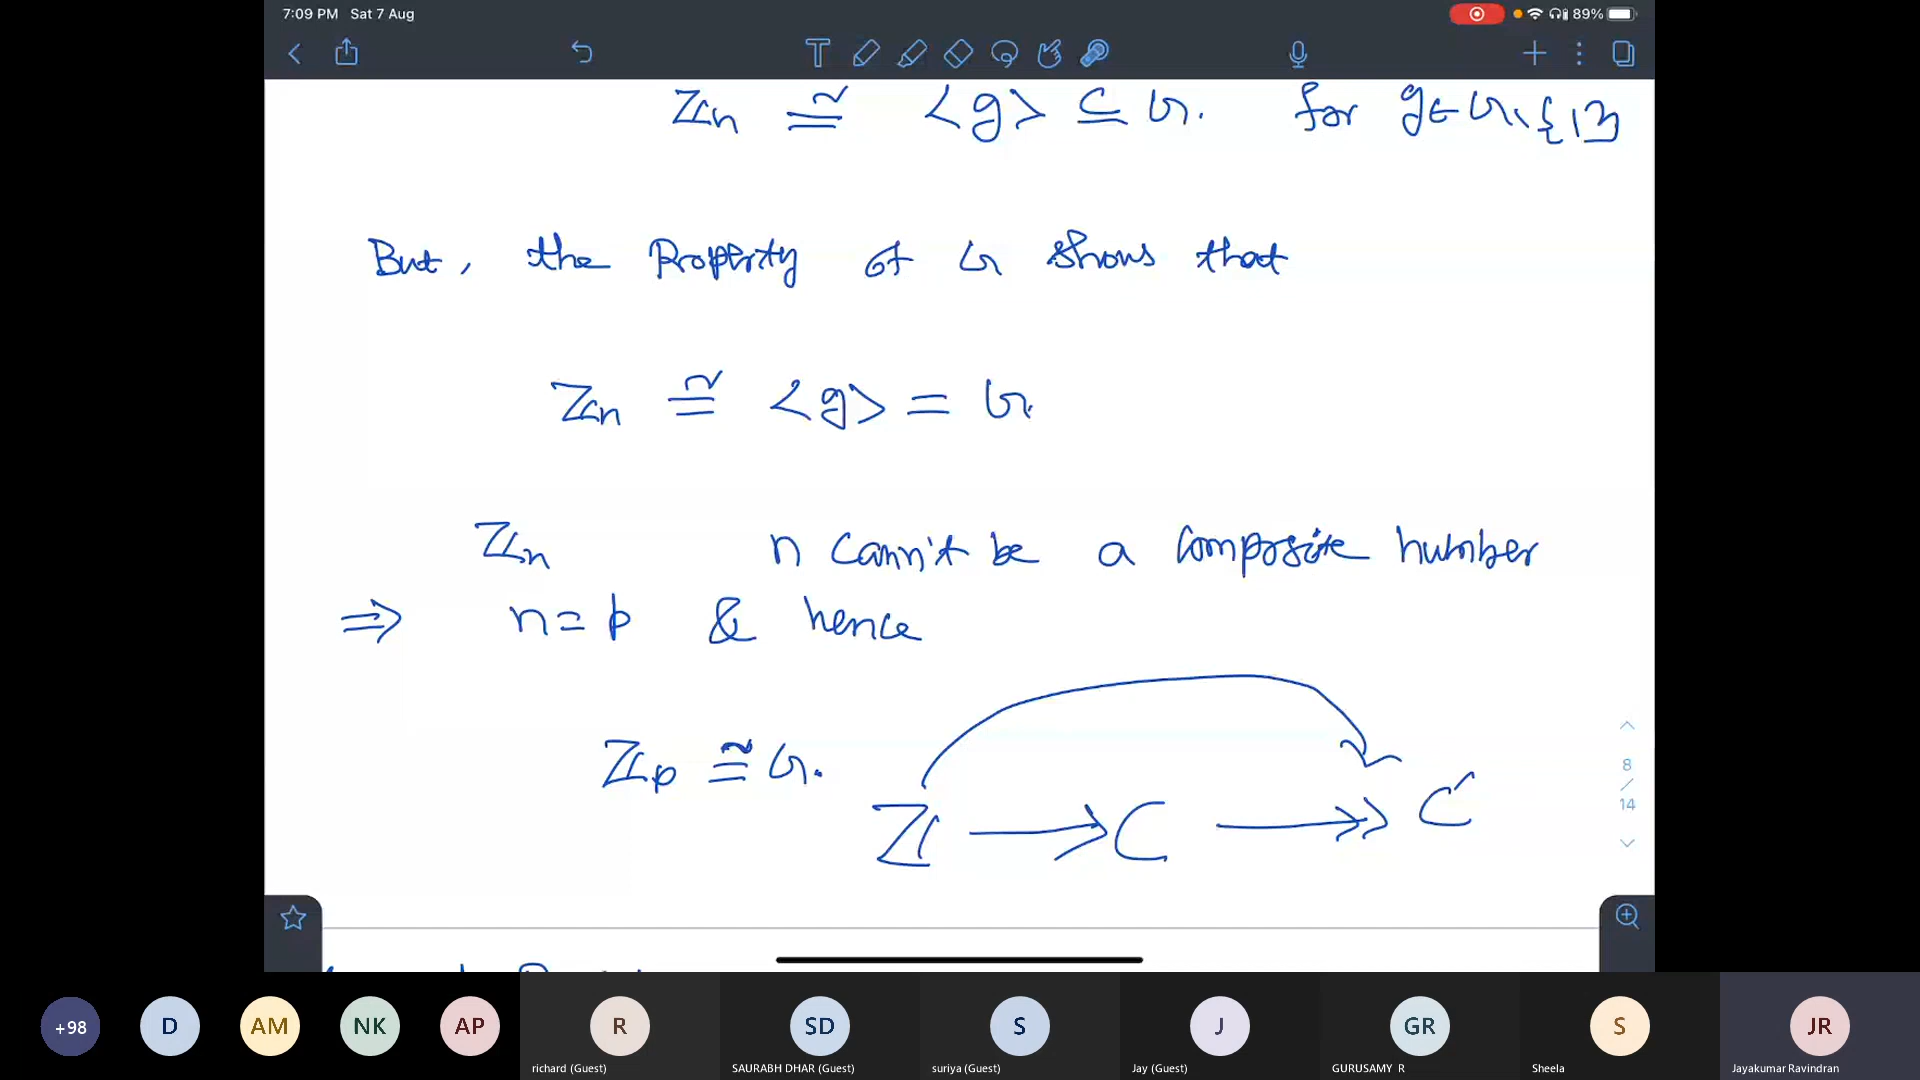 7:09 PM Sat 7 Aug
89%
ℤn ≅ <g> ⊆ G. for g∈G\{1}
But, the Property of G shows that
ℤn ≅ <g> = G.
ℤn n cann't be a Composite number
⇒ n=p & hence
ℤp ≅ G.
ℤ → C ↠ C'
8
/
14
+98 D AM NK AP R SD S J GR S JR
richard (Guest) SAURABH DHAR (Guest) suriya (Guest) Jay (Guest) GURUSAMY R Sheela Jayakumar Ravindran